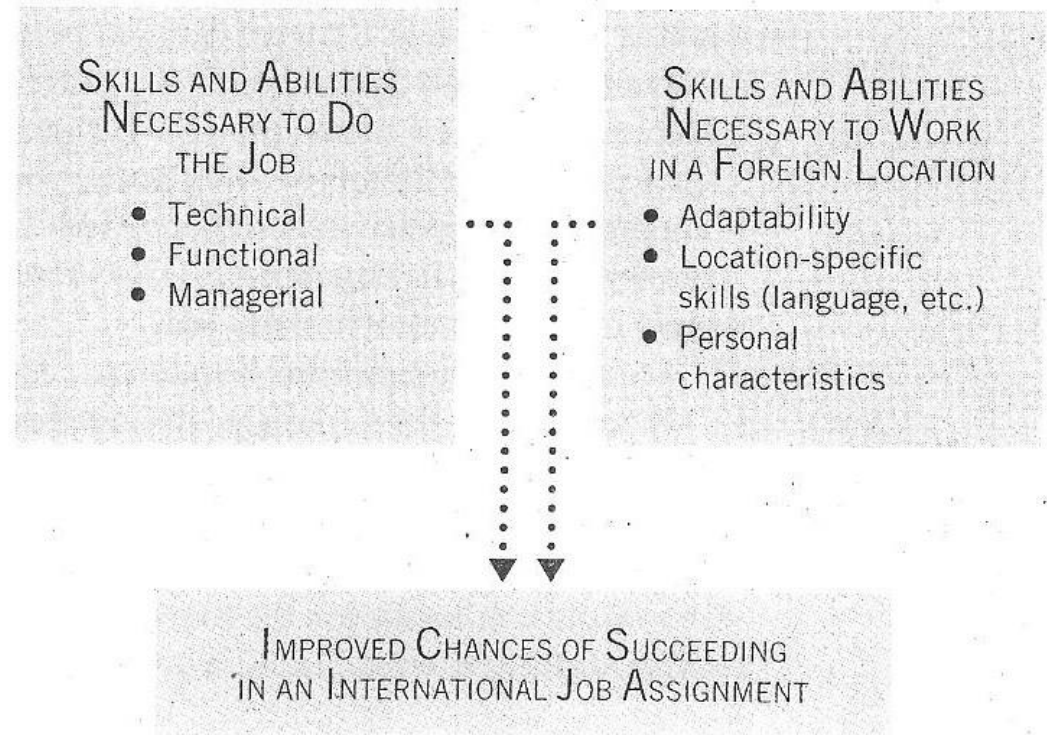 SKILLS AND ABILITIES
NECESSARY TO DO
THE JOB
• Technical
• Functional
• Managerial
SKILLS AND ABILITIES
NECESSARY TO WORK
IN A FOREIGN LOCATION
• Adaptability
• Location-specific
skills (language, etc.)
• Personal
characteristics
IMPROVED CHANCES OF SUCCEEDING
IN AN INTERNATIONAL JOB ASSIGNMENT